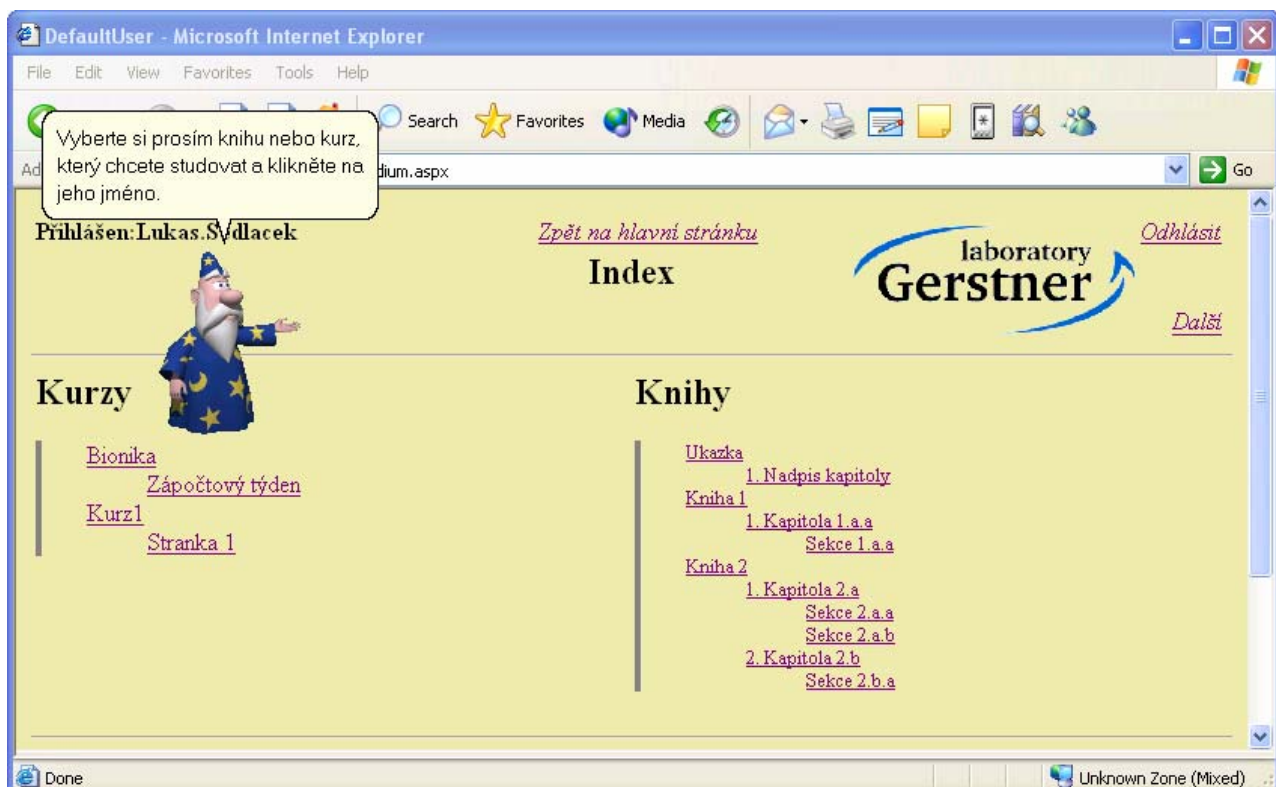 DefaultUser - Microsoft Internet Explorer
File Edit View Favorites Tools Help
Search Favorites Media
Vyberte si prosím knihu nebo kurz,
který chcete studovat a klikněte na
jeho jméno.
dium.aspx
Go
Přihlášen:Lukas.Sydlacek
Zpět na hlavní stránku
Odhlásit
Index
laboratory
Gerstner
Další
Kurzy
Bionika
Zápočtový týden
Kurz1
Stranka 1
Knihy
Ukazka
1. Nadpis kapitoly
Kniha 1
1. Kapitola 1.a.a
Sekce 1.a.a
Kniha 2
1. Kapitola 2.a
Sekce 2.a.a
Sekce 2.a.b
2. Kapitola 2.b
Sekce 2.b.a
Done
Unknown Zone (Mixed)